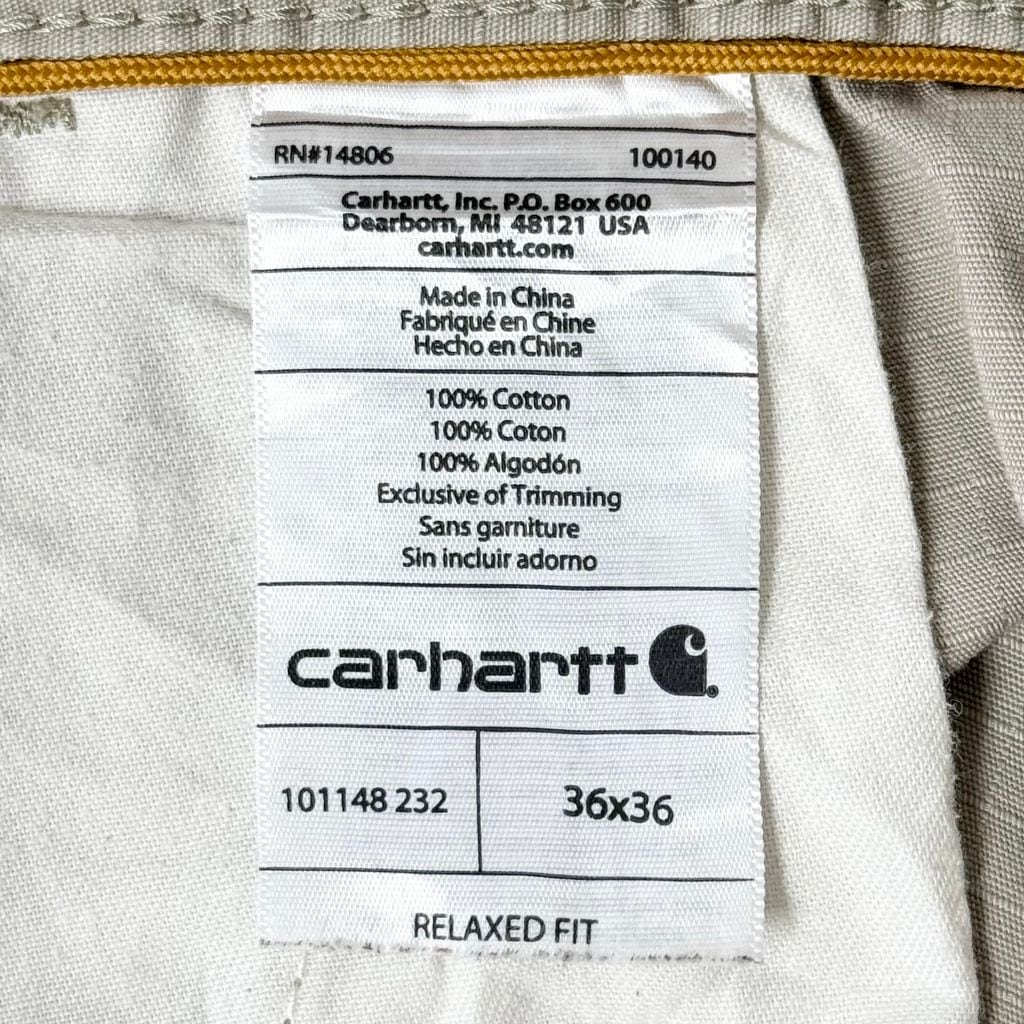 RN#14806 100140
Carhartt, Inc. P.O. Box 600
Dearborn, MI 48121 USA
carhartt.com
Made in China
Fabriqué en Chine
Hecho en China
100% Cotton
100% Coton
100% Algodón
Exclusive of Trimming
Sans garniture
Sin incluir adorno
carhartt®
101148 232 36x36
RELAXED FIT